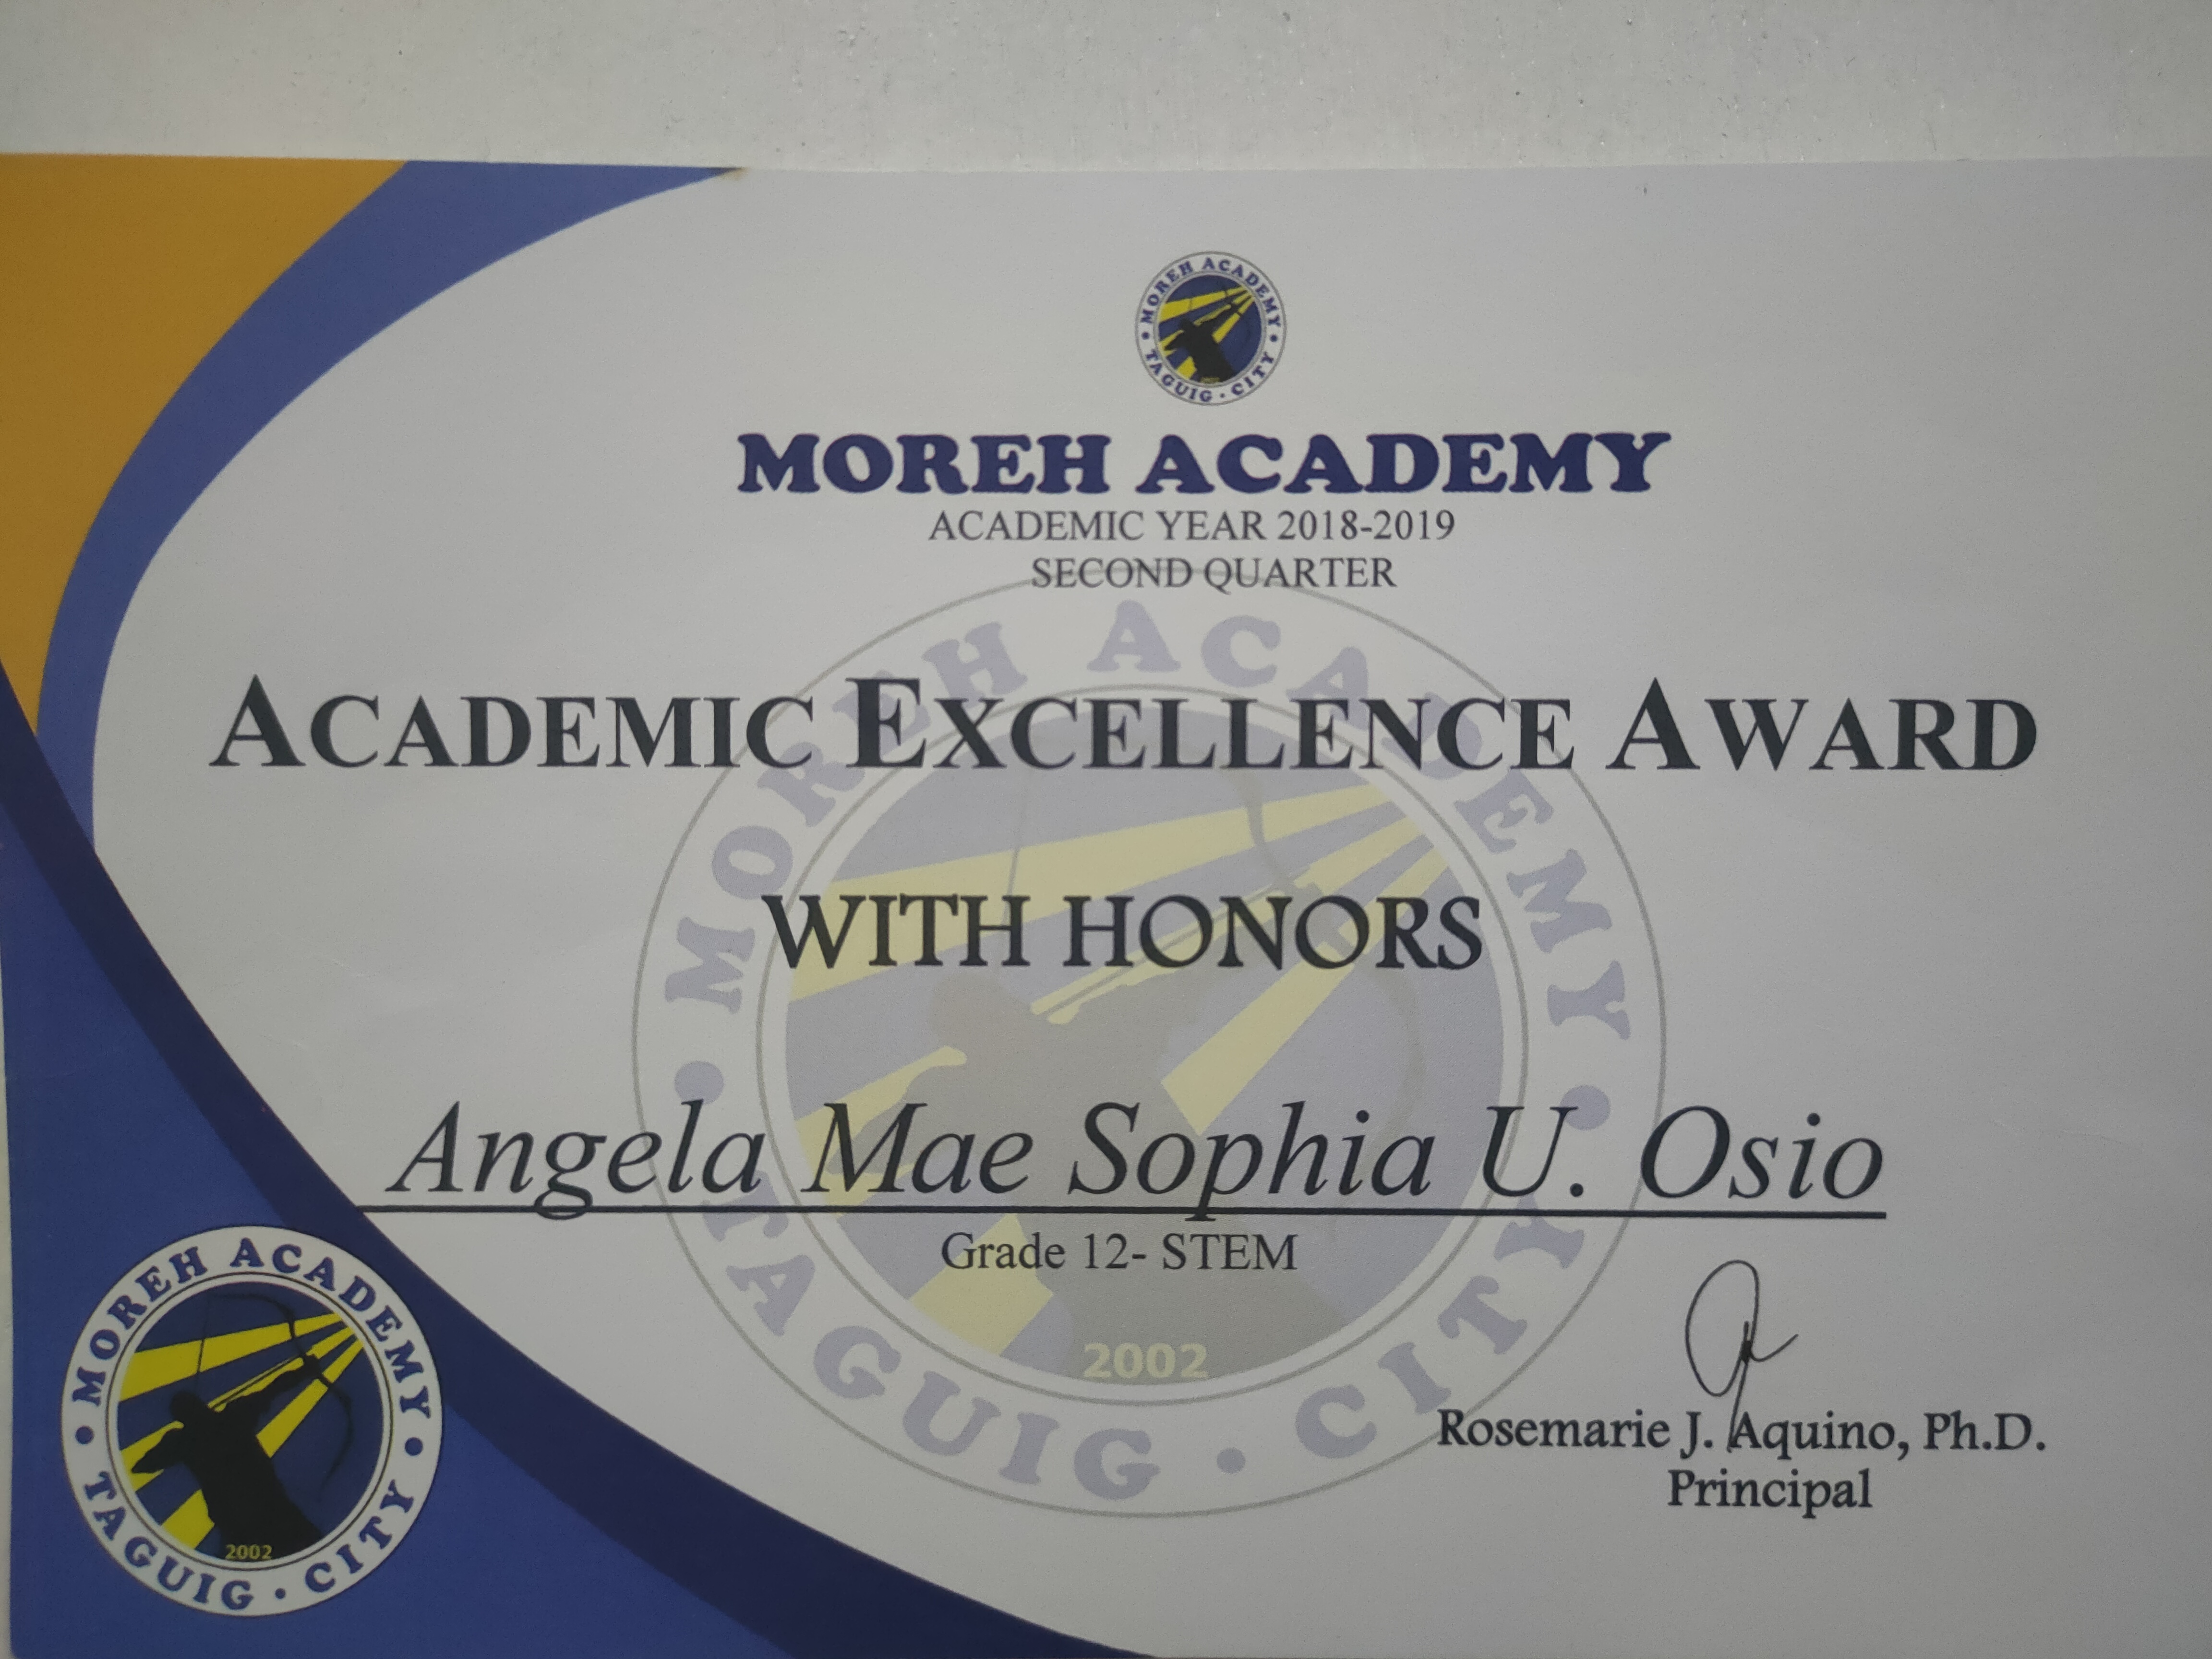 MOREH ACADEMY
TAGUIG · CITY
MOREH ACADEMY
ACADEMIC YEAR 2018-2019
SECOND QUARTER
ACADEMIC EXCELLENCE AWARD
WITH HONORS
Angela Mae Sophia U. Osio
Grade 12- STEM
MOREH ACADEMY
TAGUIG · CITY
2002
Rosemarie J. Aquino, Ph.D.
Principal
MOREH ACADEMY
TAGUIG · CITY
2002